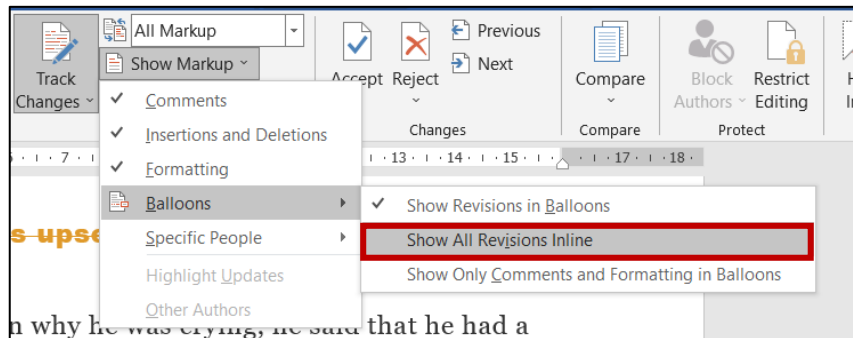 All Markup
Show Markup
Track
Changes
Accept Reject
Previous
Next
Changes
Compare
Compare
Block
Authors
Restrict
Editing
Protect
Comments
Insertions and Deletions
Formatting
Balloons
Specific People
Highlight Updates
Other Authors
Show Revisions in Balloons
Show All Revisions Inline
Show Only Comments and Formatting in Balloons
7
13 14 15 17 18
why he was crying, he said that he had a